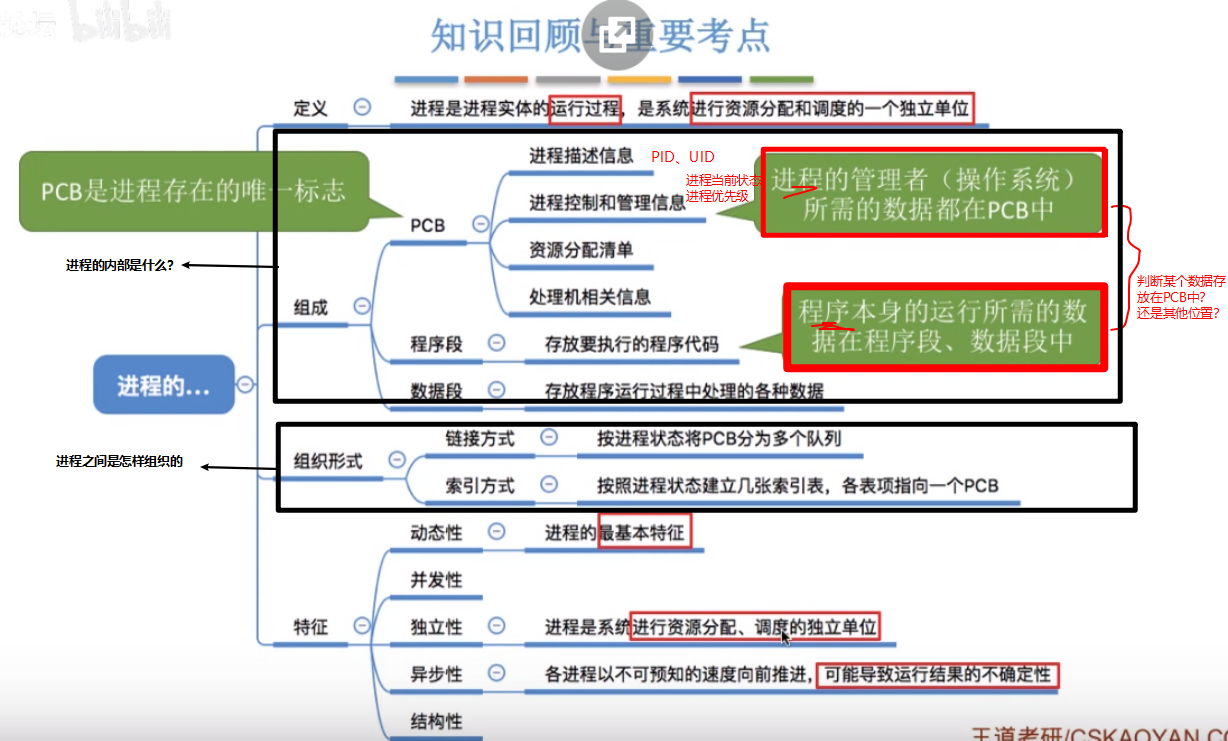 bilibili
知识回顾与重要考点
定义
进程是进程实体的运行过程，是系统进行资源分配和调度的一个独立单位
PCB是进程存在的唯一标志
进程描述信息
PID、UID
进程当前状态
进程优先级
进程的管理者（操作系统）
所需的数据都在PCB中
PCB
进程控制和管理信息
资源分配清单
处理机相关信息
进程的内部是什么？
判断某个数据存
放在PCB中？
还是其他位置？
组成
程序本身的运行所需的数
据在程序段、数据段中
程序段
存放要执行的程序代码
进程的...
数据段
存放程序运行过程中处理的各种数据
链接方式
按进程状态将PCB分为多个队列
进程之间是怎样组织的
组织形式
索引方式
按照进程状态建立几张索引表，各表项指向一个PCB
动态性
进程的最基本特征
并发性
特征
独立性
进程是系统进行资源分配、调度的独立单位
异步性
各进程以不可预知的速度向前推进，可能导致运行结果的不确定性
结构性
王道考研/CSKAOYAN.CO